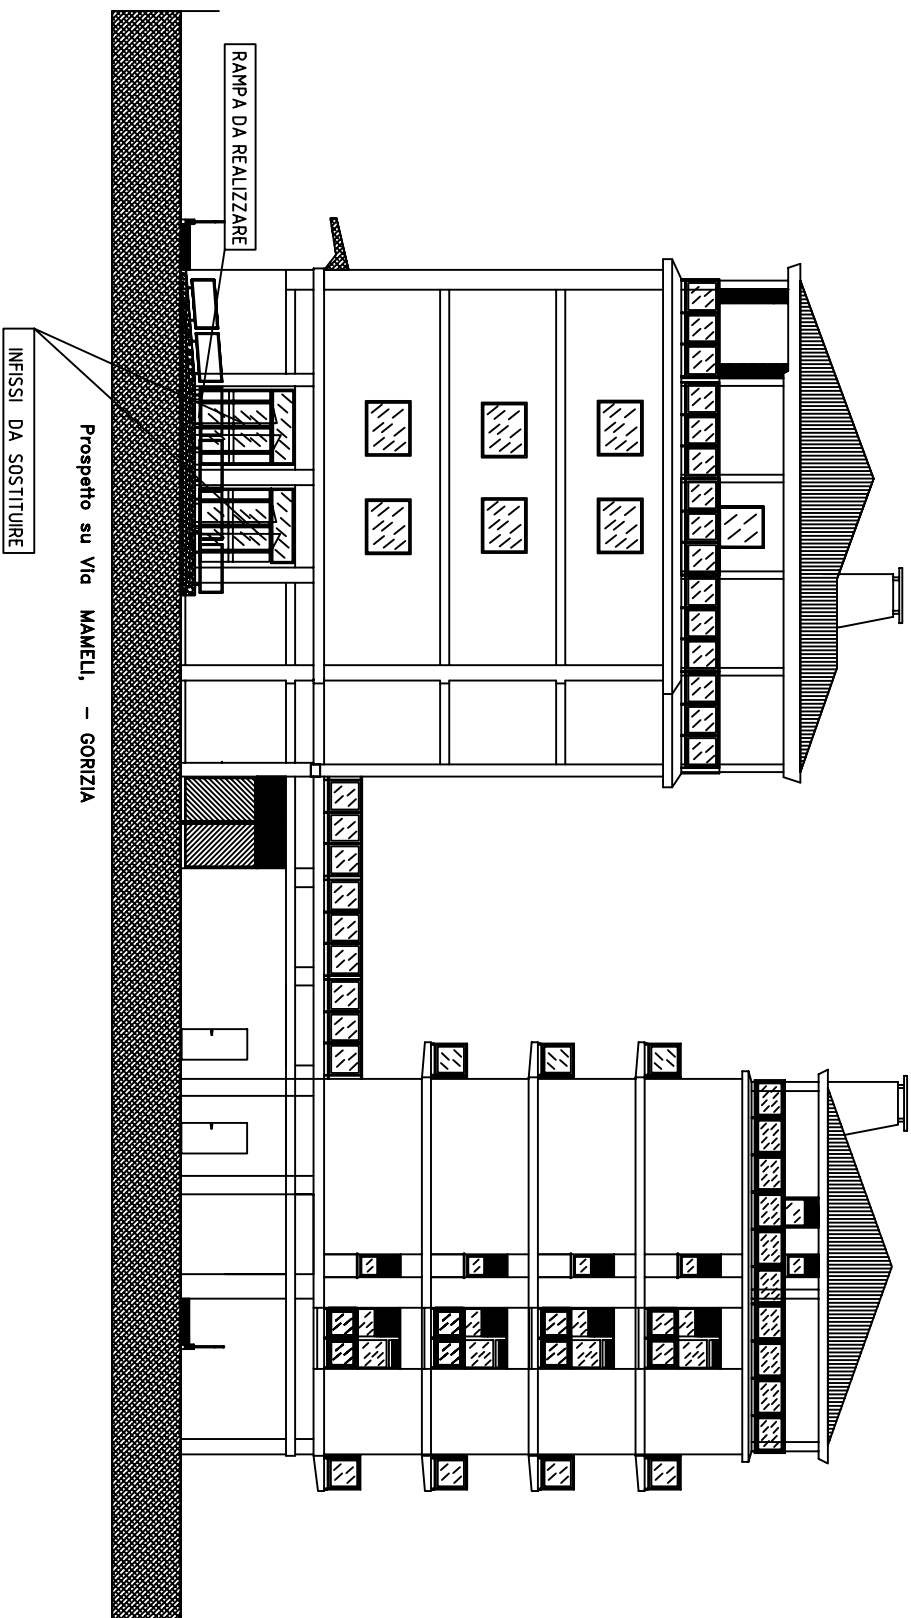 RAMPA DA REALIZZARE
Prospetto su Via MAMELI, - GORIZIA
INFISSI DA SOSTITUIRE